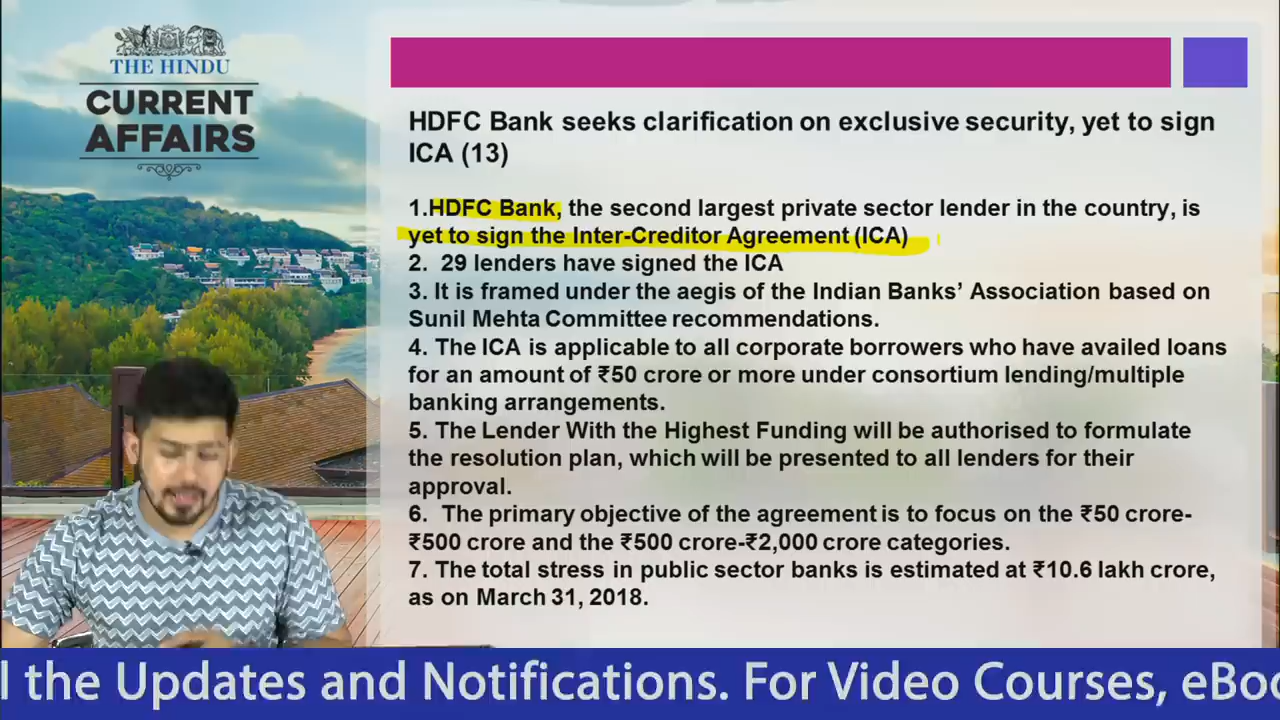 THE HINDU
CURRENT
AFFAIRS
HDFC Bank seeks clarification on exclusive security, yet to sign
ICA (13)
1.HDFC Bank, the second largest private sector lender in the country, is
yet to sign the Inter-Creditor Agreement (ICA)
2. 29 lenders have signed the ICA
3. It is framed under the aegis of the Indian Banks’ Association based on
Sunil Mehta Committee recommendations.
4. The ICA is applicable to all corporate borrowers who have availed loans
for an amount of ₹50 crore or more under consortium lending/multiple
banking arrangements.
5. The Lender With the Highest Funding will be authorised to formulate
the resolution plan, which will be presented to all lenders for their
approval.
6. The primary objective of the agreement is to focus on the ₹50 crore-
₹500 crore and the ₹500 crore-₹2,000 crore categories.
7. The total stress in public sector banks is estimated at ₹10.6 lakh crore,
as on March 31, 2018.
l the Updates and Notifications. For Video Courses, eBoo